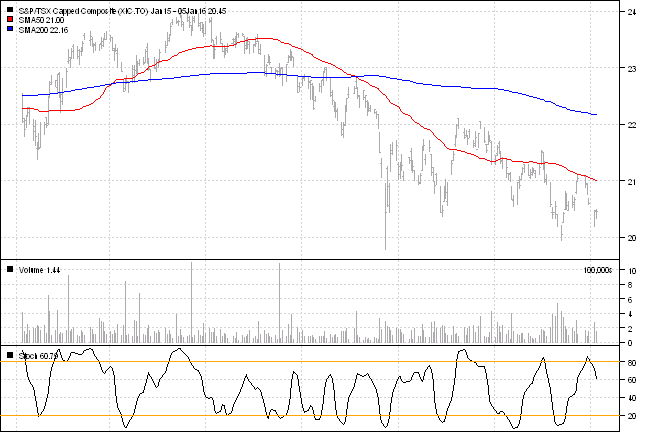 S&P/TSX Capped Composite (XIC.TO) Jan15 - 05Jan16 20.45
SMA50 21.00
SMA200 22.16
24
23
22
21
20
Volume 1.44
100,000s
10
8
6
4
2
0
Stoch 60.79
80
60
40
20